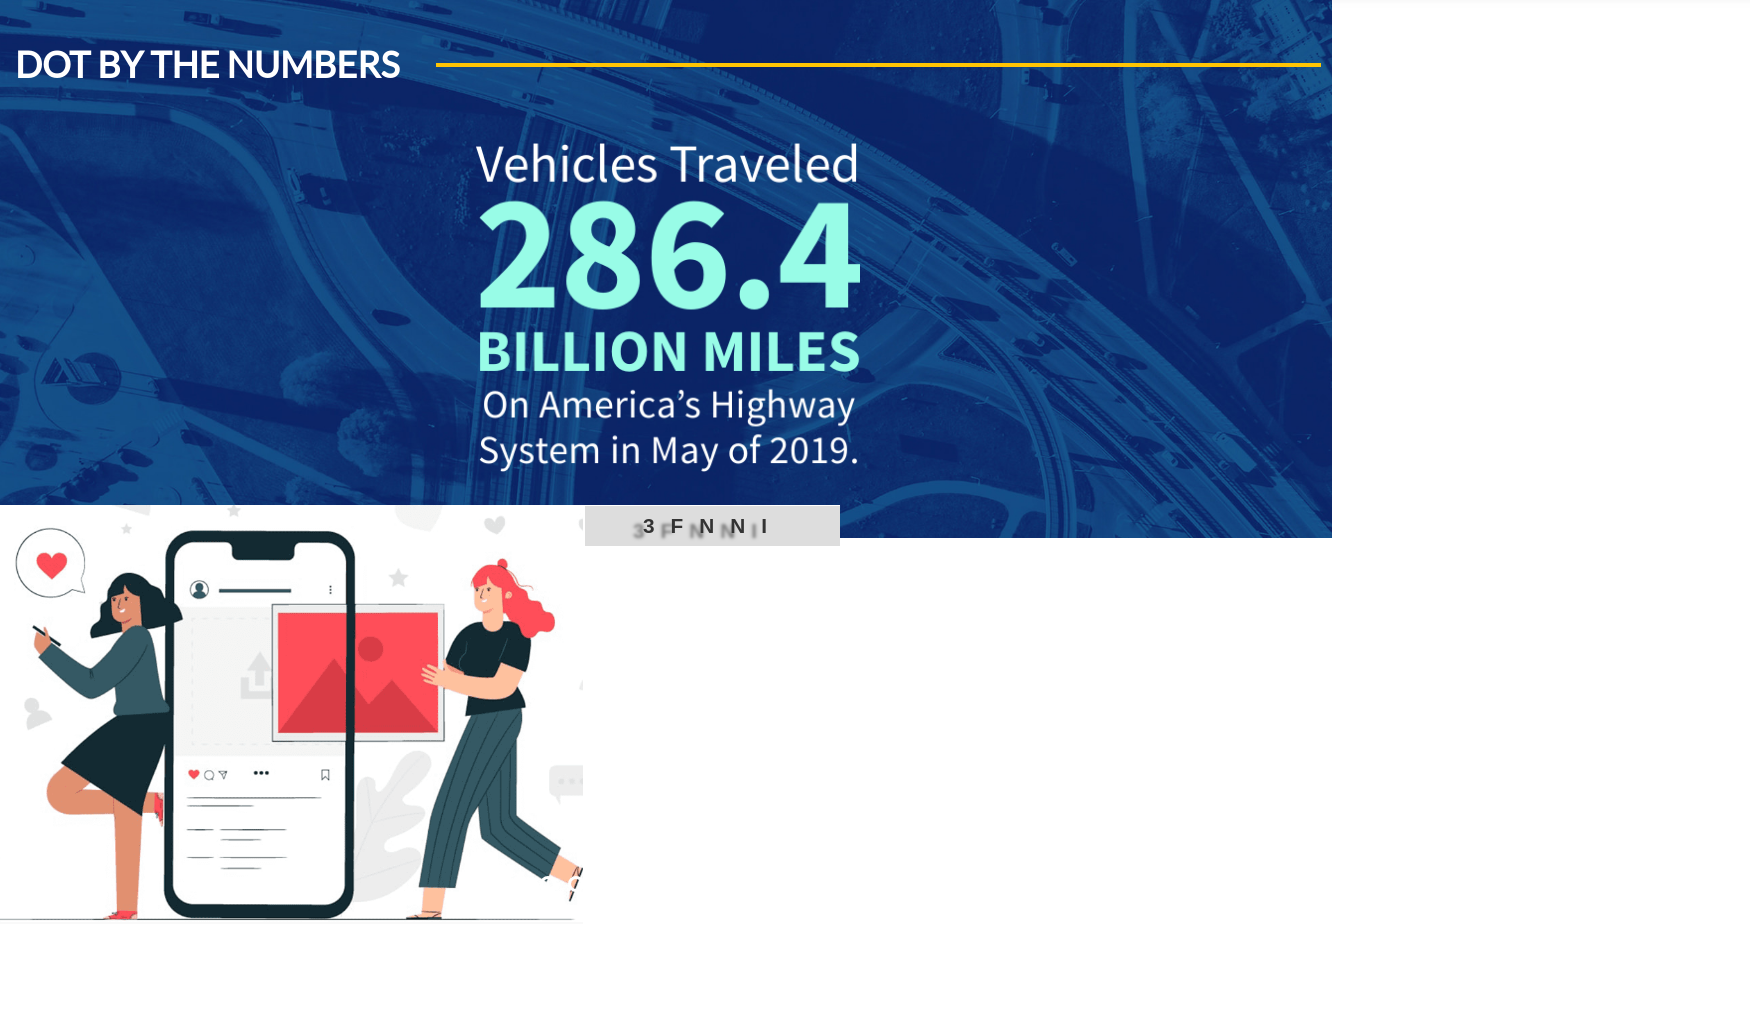 DOT BY THE NUMBERS
Vehicles Traveled
286.4
BILLION MILES
On America's Highway
System in May of 2019.
3 F N N I